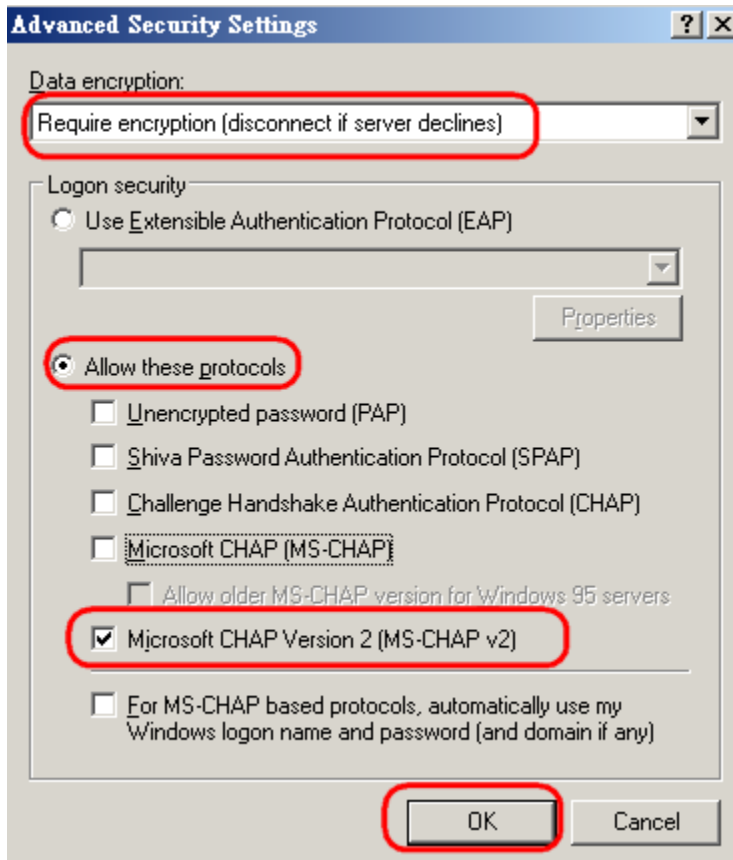 Advanced Security Settings
Data encryption:
Require encryption (disconnect if server declines)
Logon security
Use Extensible Authentication Protocol (EAP)
Properties
Allow these protocols
Unencrypted password (PAP)
Shiva Password Authentication Protocol (SPAP)
Challenge Handshake Authentication Protocol (CHAP)
Microsoft CHAP (MS-CHAP)
Allow older MS-CHAP version for Windows 95 servers
Microsoft CHAP Version 2 (MS-CHAP v2)
For MS-CHAP based protocols, automatically use my
Windows logon name and password (and domain if any)
OK Cancel